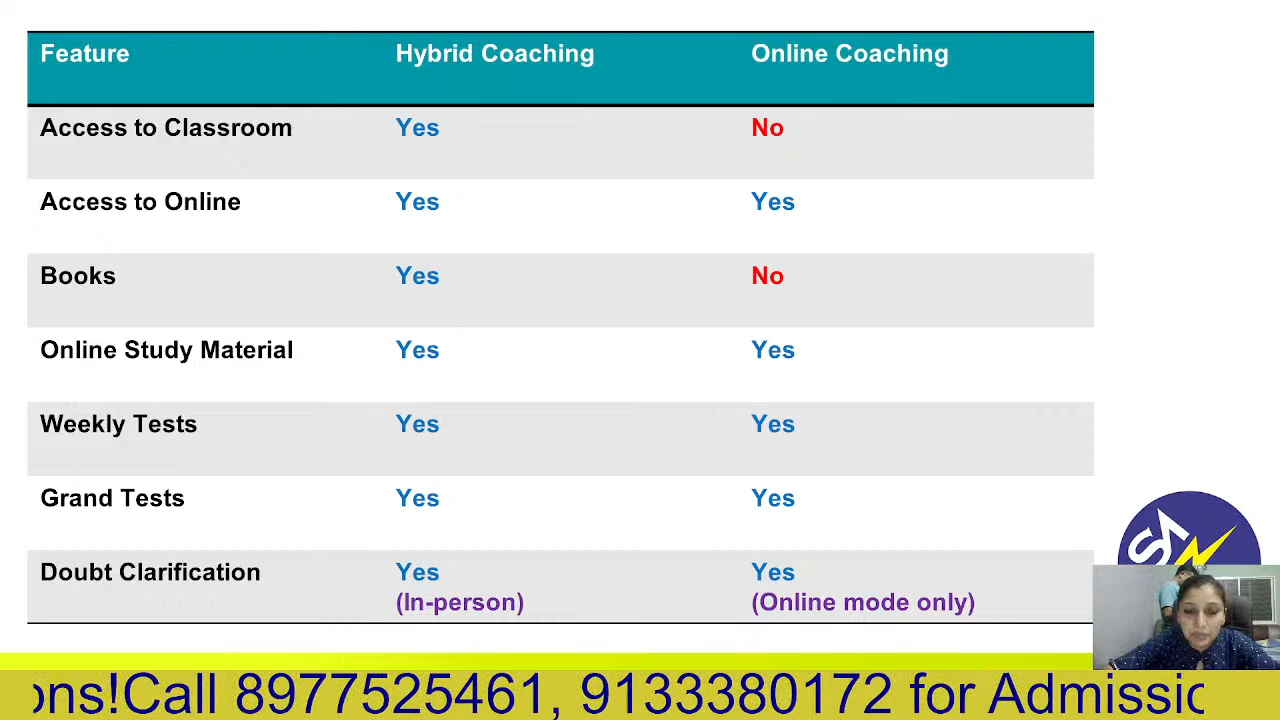 Feature Hybrid Coaching Online Coaching
Access to Classroom Yes No
Access to Online Yes Yes
Books Yes No
Online Study Material Yes Yes
Weekly Tests Yes Yes
Grand Tests Yes Yes
Doubt Clarification Yes Yes
(In-person) (Online mode only)
ons!Call 8977525461, 9133380172 for Admissio